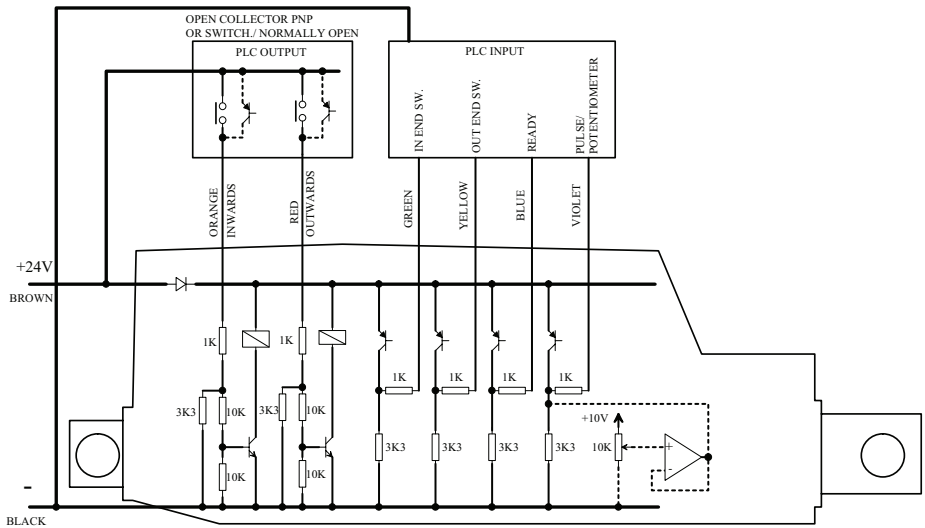 OPEN COLLECTOR PNP
OR SWITCH./ NORMALLY OPEN
PLC OUTPUT
PLC INPUT
IN END SW.
OUT END SW.
READY
PULSE/
POTENTIOMETER
ORANGE
INWARDS
RED
OUTWARDS
GREEN
YELLOW
BLUE
VIOLET
+24V
BROWN
1K
1K
1K
1K
1K
1K
3K3
10K
3K3
10K
+10V
3K3
3K3
3K3
3K3
10K
+
-
10K
10K
-
BLACK